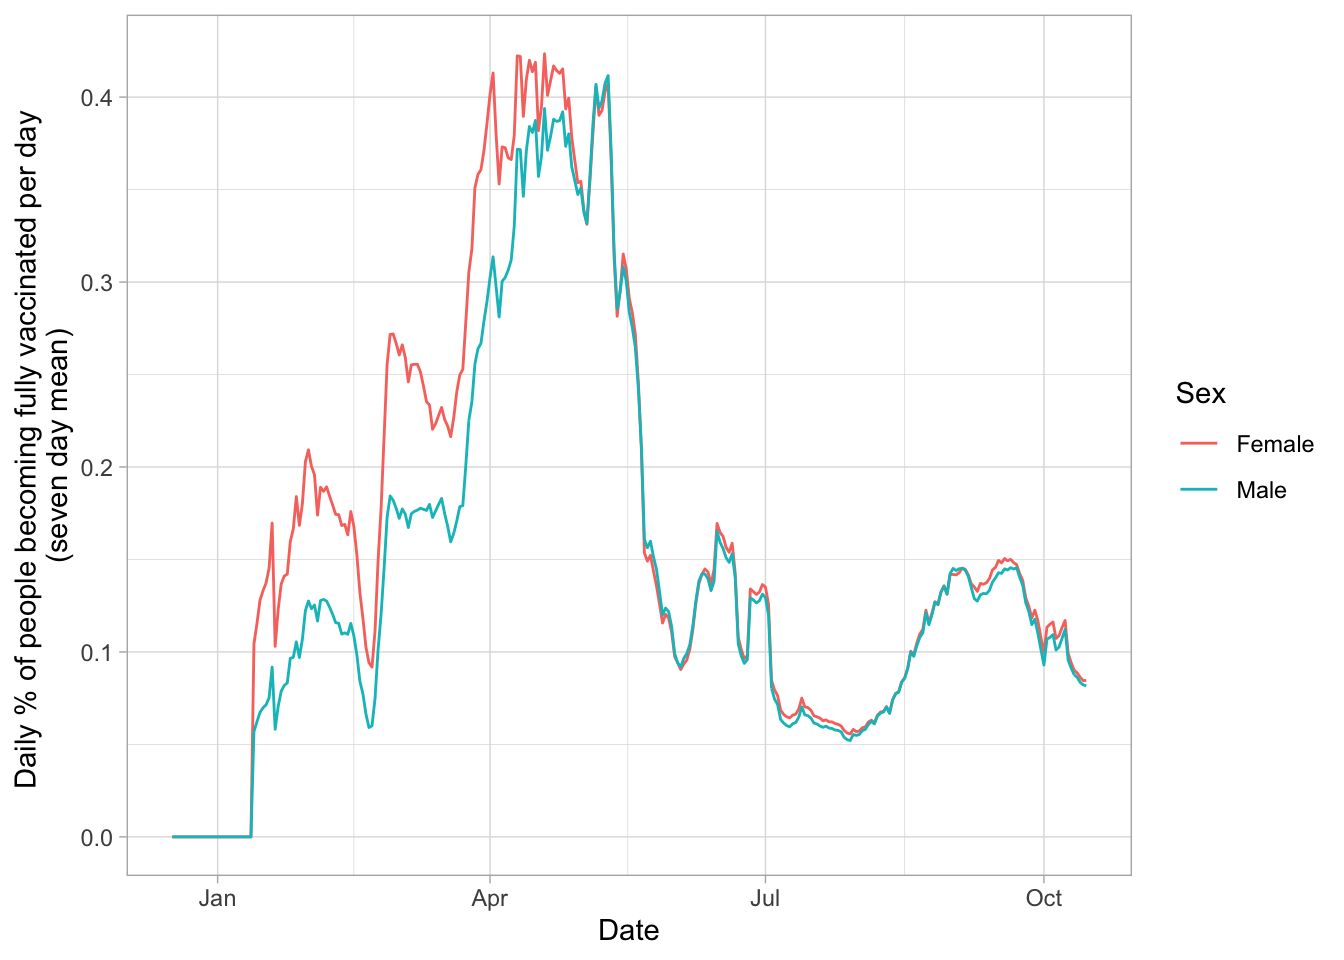 Daily % of people becoming fully vaccinated per day
(seven day mean)
0.4
0.3
0.2
0.1
0.0
Jan
Apr
Jul
Oct
Date
Sex
Female
Male